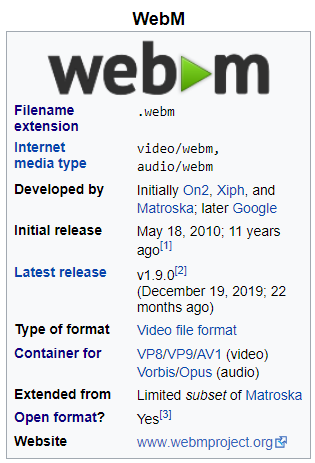 WebM
webm
Filename
extension
.webm
Internet
media type
video/webm,
audio/webm
Developed by
Initially On2, Xiph, and
Matroska; later Google
Initial release
May 18, 2010; 11 years
ago[1]
Latest release
v1.9.0[2]
(December 19, 2019; 22
months ago)
Type of format
Video file format
Container for
VP8/VP9/AV1 (video)
Vorbis/Opus (audio)
Extended from
Limited subset of Matroska
Open format?
Yes[3]
Website
www.webmproject.org